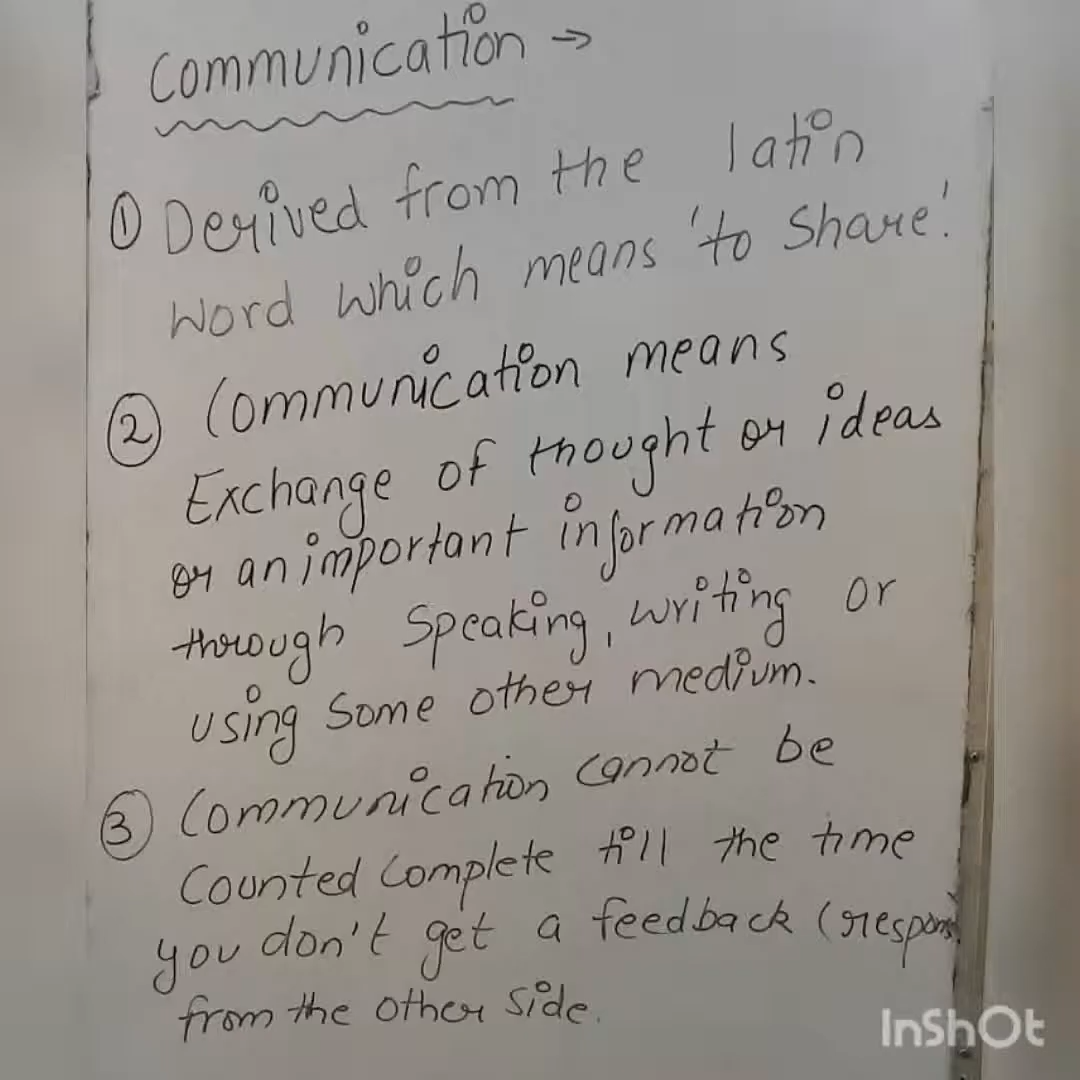 Communication →
① Derived from the latin
word which means 'to share'.
② Communication means
Exchange of thought or ideas
or an important information
through speaking, writing or
using some other medium.
③ Communication cannot be
Counted complete till the time
you don't get a feedback (respons
from the other side.
InShOt